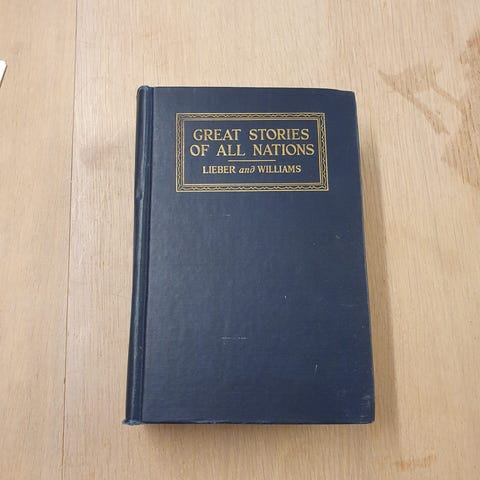 GREAT STORIES
OF ALL NATIONS
LIEBER and WILLIAMS